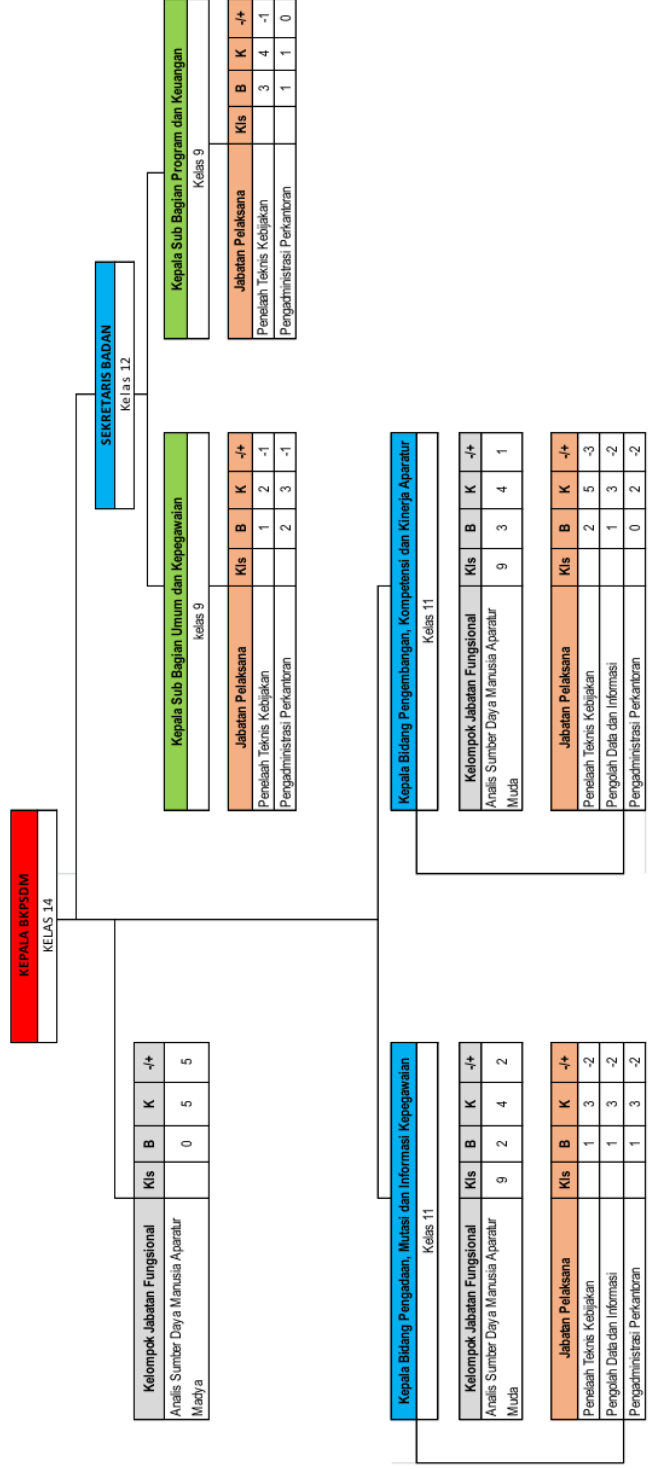 KEPALA BKPSDM
KELAS 14
SEKRETARIS BADAN
Kelas 12
Kelompok Jabatan Fungsional Kls B K -/+
Analis Sumber Daya Manusia Aparatur
Madya 0 5 5
Kepala Sub Bagian Umum dan Kepegawaian
kelas 9
Jabatan Pelaksana Kls B K -/+
Penelaah Teknis Kebijakan 1 2 -1
Pengadministrasi Perkantoran 2 3 -1
Kepala Sub Bagian Program dan Keuangan
Kelas 9
Jabatan Pelaksana Kls B K -/+
Penelaah Teknis Kebijakan 3 4 -1
Pengadministrasi Perkantoran 1 1 0
Kepala Bidang Pengadaan, Mutasi dan Informasi Kepegawaian
Kelas 11
Kelompok Jabatan Fungsional Kls B K -/+
Analis Sumber Daya Manusia Aparatur
Muda 9 2 4 2
Jabatan Pelaksana Kls B K -/+
Penelaah Teknis Kebijakan 1 3 -2
Pengolah Data dan Informasi 1 3 -2
Pengadministrasi Perkantoran 1 3 -2
Kepala Bidang Pengembangan, Kompetensi dan Kinerja Aparatur
Kelas 11
Kelompok Jabatan Fungsional Kls B K -/+
Analis Sumber Daya Manusia Aparatur
Muda 9 3 4 1
Jabatan Pelaksana Kls B K -/+
Penelaah Teknis Kebijakan 2 5 -3
Pengolah Data dan Informasi 1 3 -2
Pengadministrasi Perkantoran 0 2 -2